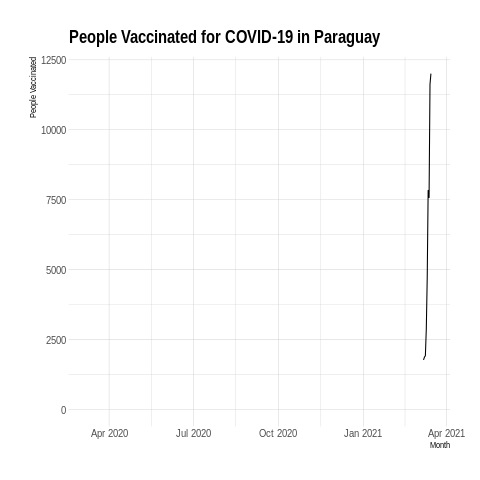 People Vaccinated for COVID-19 in Paraguay
People Vaccinated
12500
10000
7500
5000
2500
0
Apr 2020 Jul 2020 Oct 2020 Jan 2021 Apr 2021
Month